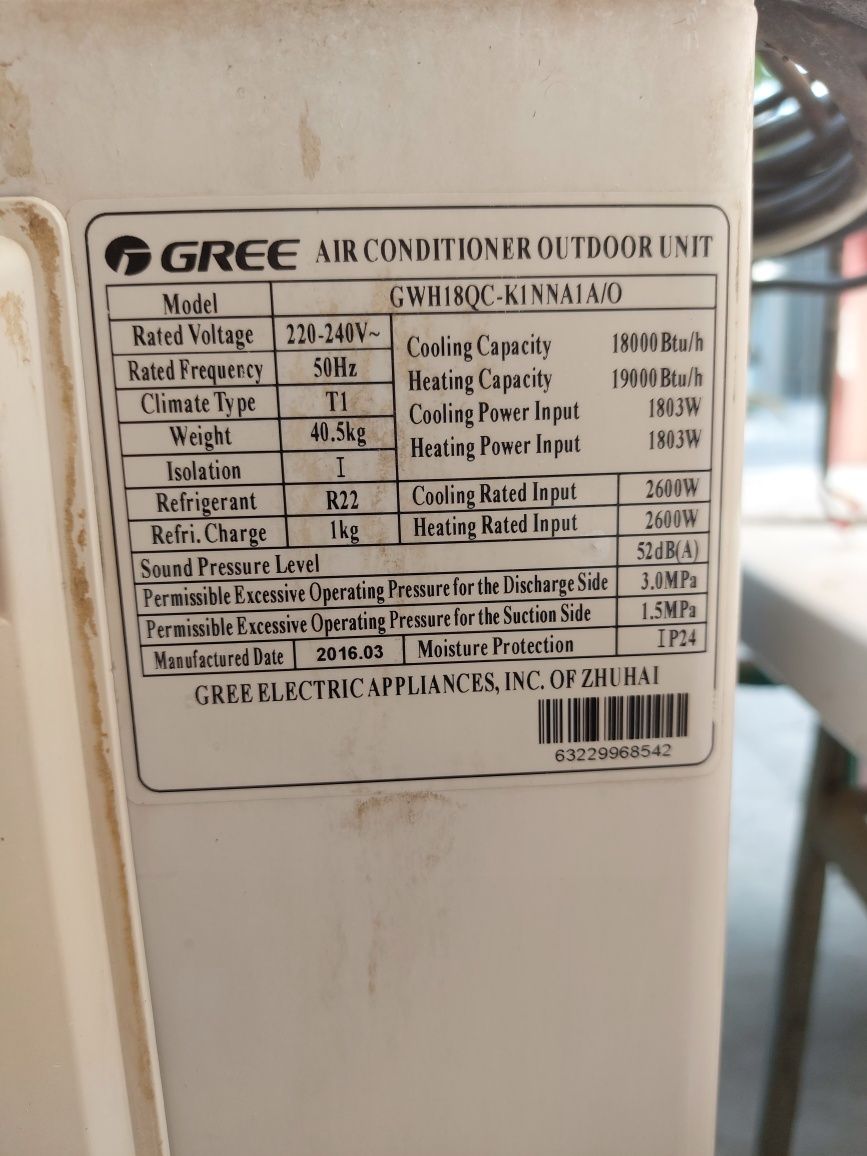 GREE AIR CONDITIONER OUTDOOR UNIT
Model GWH18QC-K1NNA1A/O
Rated Voltage 220-240V~
Rated Frequency 50Hz
Climate Type T1
Weight 40.5kg
Isolation I
Refrigerant R22
Refri. Charge 1kg
Cooling Capacity 18000Btu/h
Heating Capacity 19000Btu/h
Cooling Power Input 1803W
Heating Power Input 1803W
Cooling Rated Input 2600W
Heating Rated Input 2600W
Sound Pressure Level 52dB(A)
Permissible Excessive Operating Pressure for the Discharge Side 3.0MPa
Permissible Excessive Operating Pressure for the Suction Side 1.5MPa
Manufactured Date 2016.03 Moisture Protection IP24
GREE ELECTRIC APPLIANCES, INC. OF ZHUHAI
63229968542